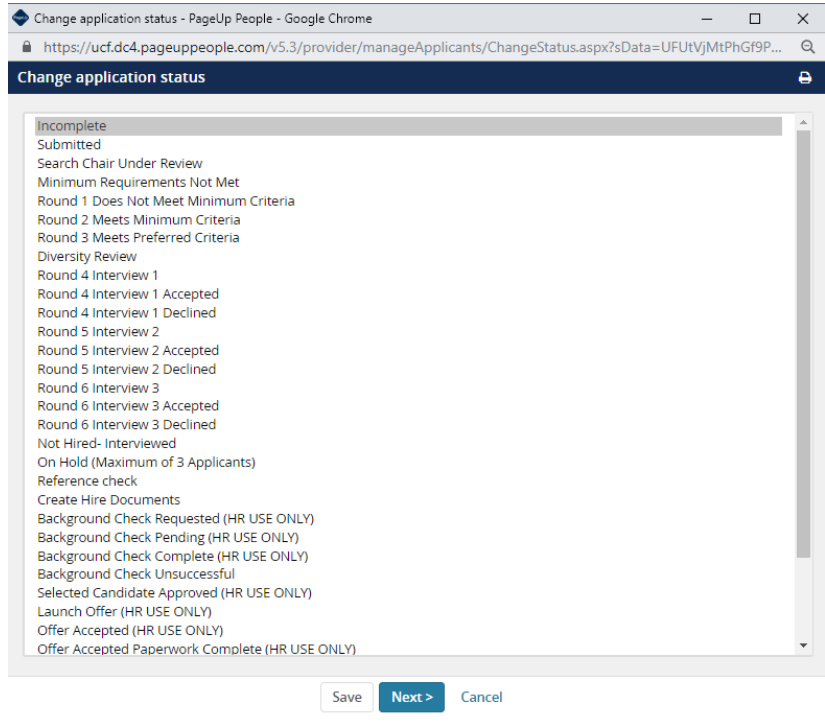 Change application status - PageUp People - Google Chrome
https://ucf.dc4.pageuppeople.com/v5.3/provider/manageApplicants/ChangeStatus.aspx?sData=UFUtVjMtPhGf9P...
Change application status
Incomplete
Submitted
Search Chair Under Review
Minimum Requirements Not Met
Round 1 Does Not Meet Minimum Criteria
Round 2 Meets Minimum Criteria
Round 3 Meets Preferred Criteria
Diversity Review
Round 4 Interview 1
Round 4 Interview 1 Accepted
Round 4 Interview 1 Declined
Round 5 Interview 2
Round 5 Interview 2 Accepted
Round 5 Interview 2 Declined
Round 6 Interview 3
Round 6 Interview 3 Accepted
Round 6 Interview 3 Declined
Not Hired- Interviewed
On Hold (Maximum of 3 Applicants)
Reference check
Create Hire Documents
Background Check Requested (HR USE ONLY)
Background Check Pending (HR USE ONLY)
Background Check Complete (HR USE ONLY)
Background Check Unsuccessful
Selected Candidate Approved (HR USE ONLY)
Launch Offer (HR USE ONLY)
Offer Accepted (HR USE ONLY)
Offer Accepted Paperwork Complete (HR USE ONLY)
Save Next > Cancel